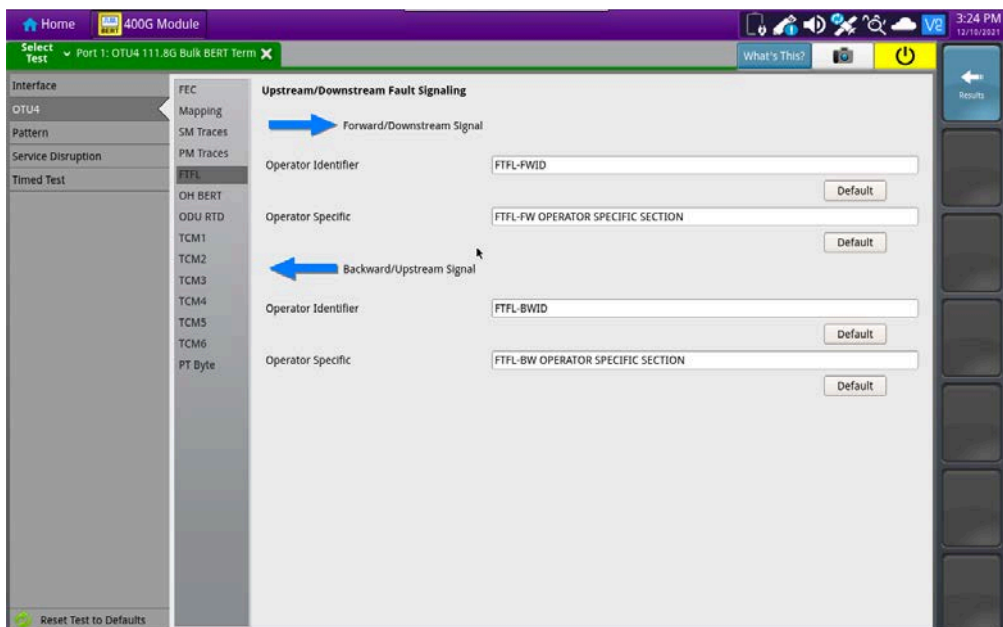 Home
400G Module
3:24 PM
12/10/2021
Select Test
Port 1: OTU4 111.8G Bulk BERT Term
What's This?
Results
Interface
OTU4
Pattern
Service Disruption
Timed Test
FEC
Mapping
SM Traces
PM Traces
FTFL
OH BERT
ODU RTD
TCM1
TCM2
TCM3
TCM4
TCM5
TCM6
PT Byte
Upstream/Downstream Fault Signaling
Forward/Downstream Signal
Operator Identifier
FTFL-FWID
Default
Operator Specific
FTFL-FW OPERATOR SPECIFIC SECTION
Default
Backward/Upstream Signal
Operator Identifier
FTFL-BWID
Default
Operator Specific
FTFL-BW OPERATOR SPECIFIC SECTION
Default
Reset Test to Defaults